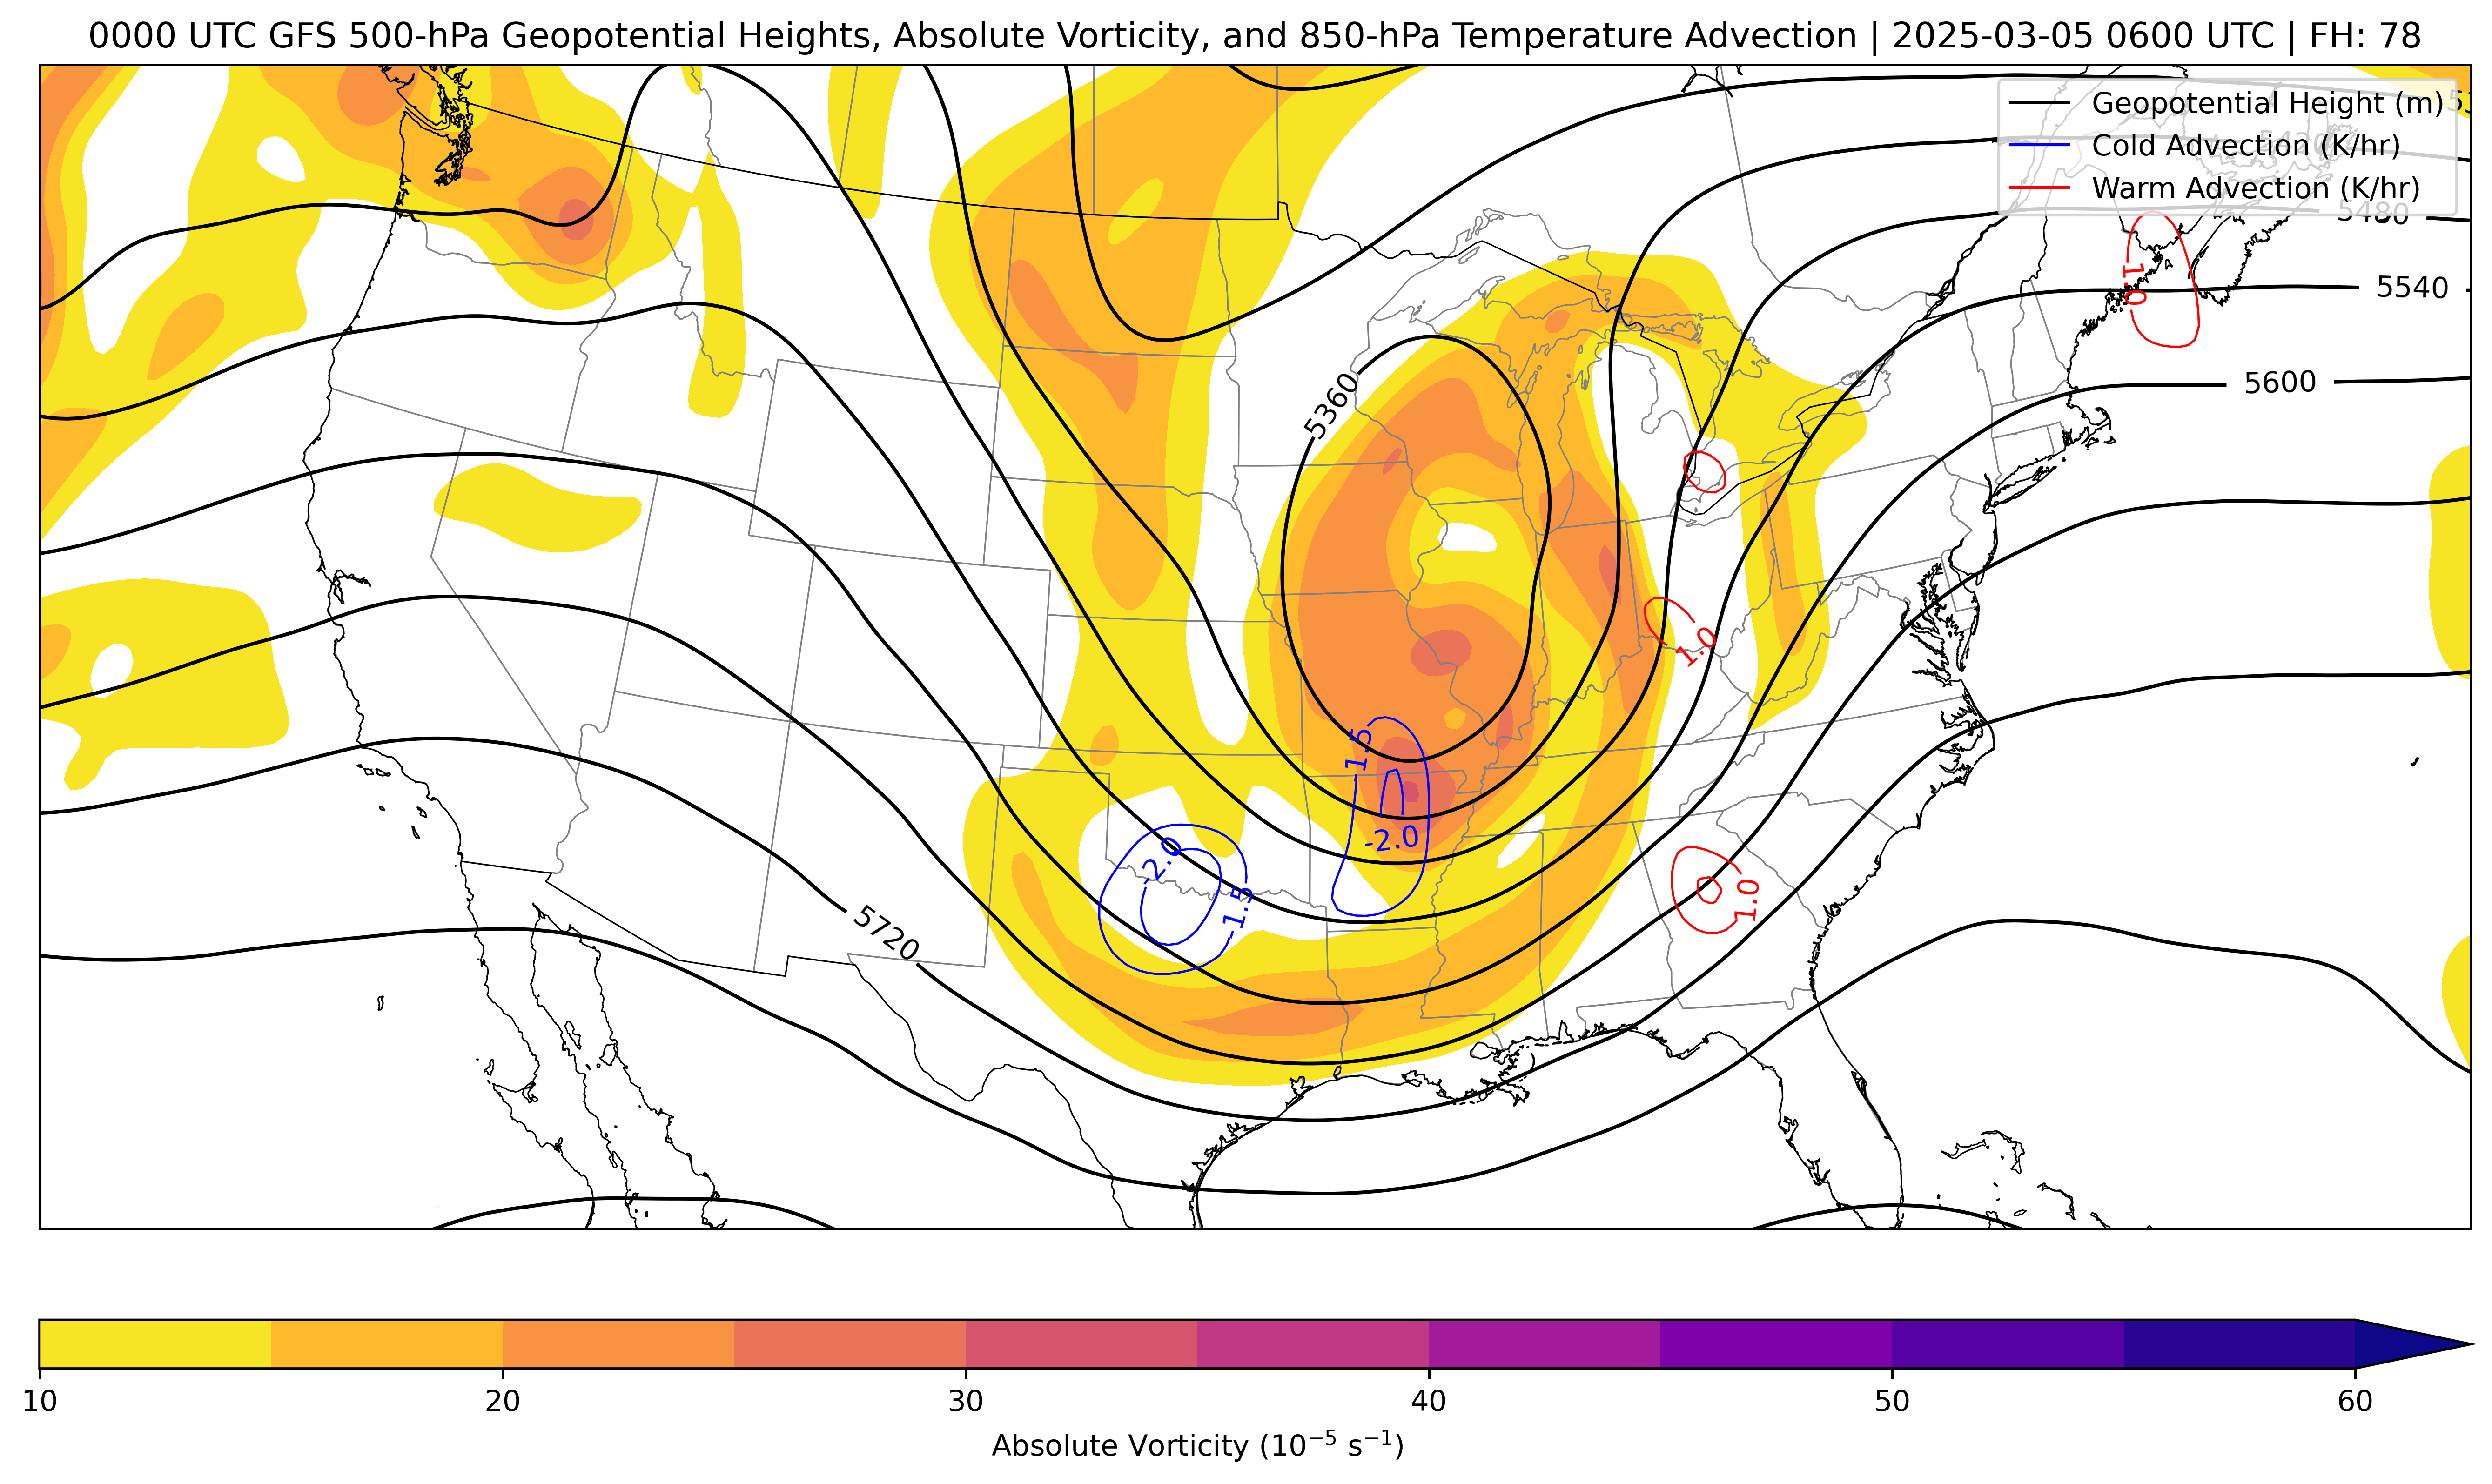 0000 UTC GFS 500-hPa Geopotential Heights, Absolute Vorticity, and 850-hPa Temperature Advection | 2025-03-05 0600 UTC | FH: 78
Geopotential Height (m)
Cold Advection (K/hr)
Warm Advection (K/hr)
5420
5480
1.0
5540
5600
5360
1.0
-1.5
-2.0
-2.0
-1.5
1.0
5720
10 20 30 40 50 60
Absolute Vorticity (10⁻⁵ s⁻¹)